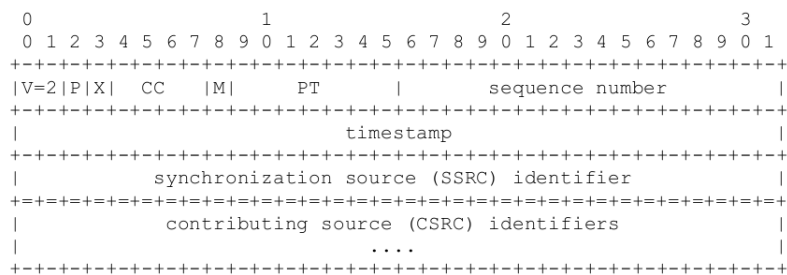 0                   1                   2                   3
 0 1 2 3 4 5 6 7 8 9 0 1 2 3 4 5 6 7 8 9 0 1 2 3 4 5 6 7 8 9 0 1
+-+-+-+-+-+-+-+-+-+-+-+-+-+-+-+-+-+-+-+-+-+-+-+-+-+-+-+-+-+-+-+-+
|V=2|P|X|  CC   |M|     PT      |       sequence number         |
+-+-+-+-+-+-+-+-+-+-+-+-+-+-+-+-+-+-+-+-+-+-+-+-+-+-+-+-+-+-+-+-+
|                           timestamp                           |
+-+-+-+-+-+-+-+-+-+-+-+-+-+-+-+-+-+-+-+-+-+-+-+-+-+-+-+-+-+-+-+-+
|           synchronization source (SSRC) identifier            |
+=+=+=+=+=+=+=+=+=+=+=+=+=+=+=+=+=+=+=+=+=+=+=+=+=+=+=+=+=+=+=+=+
|            contributing source (CSRC) identifiers             |
|                             ....                              |
+-+-+-+-+-+-+-+-+-+-+-+-+-+-+-+-+-+-+-+-+-+-+-+-+-+-+-+-+-+-+-+-+